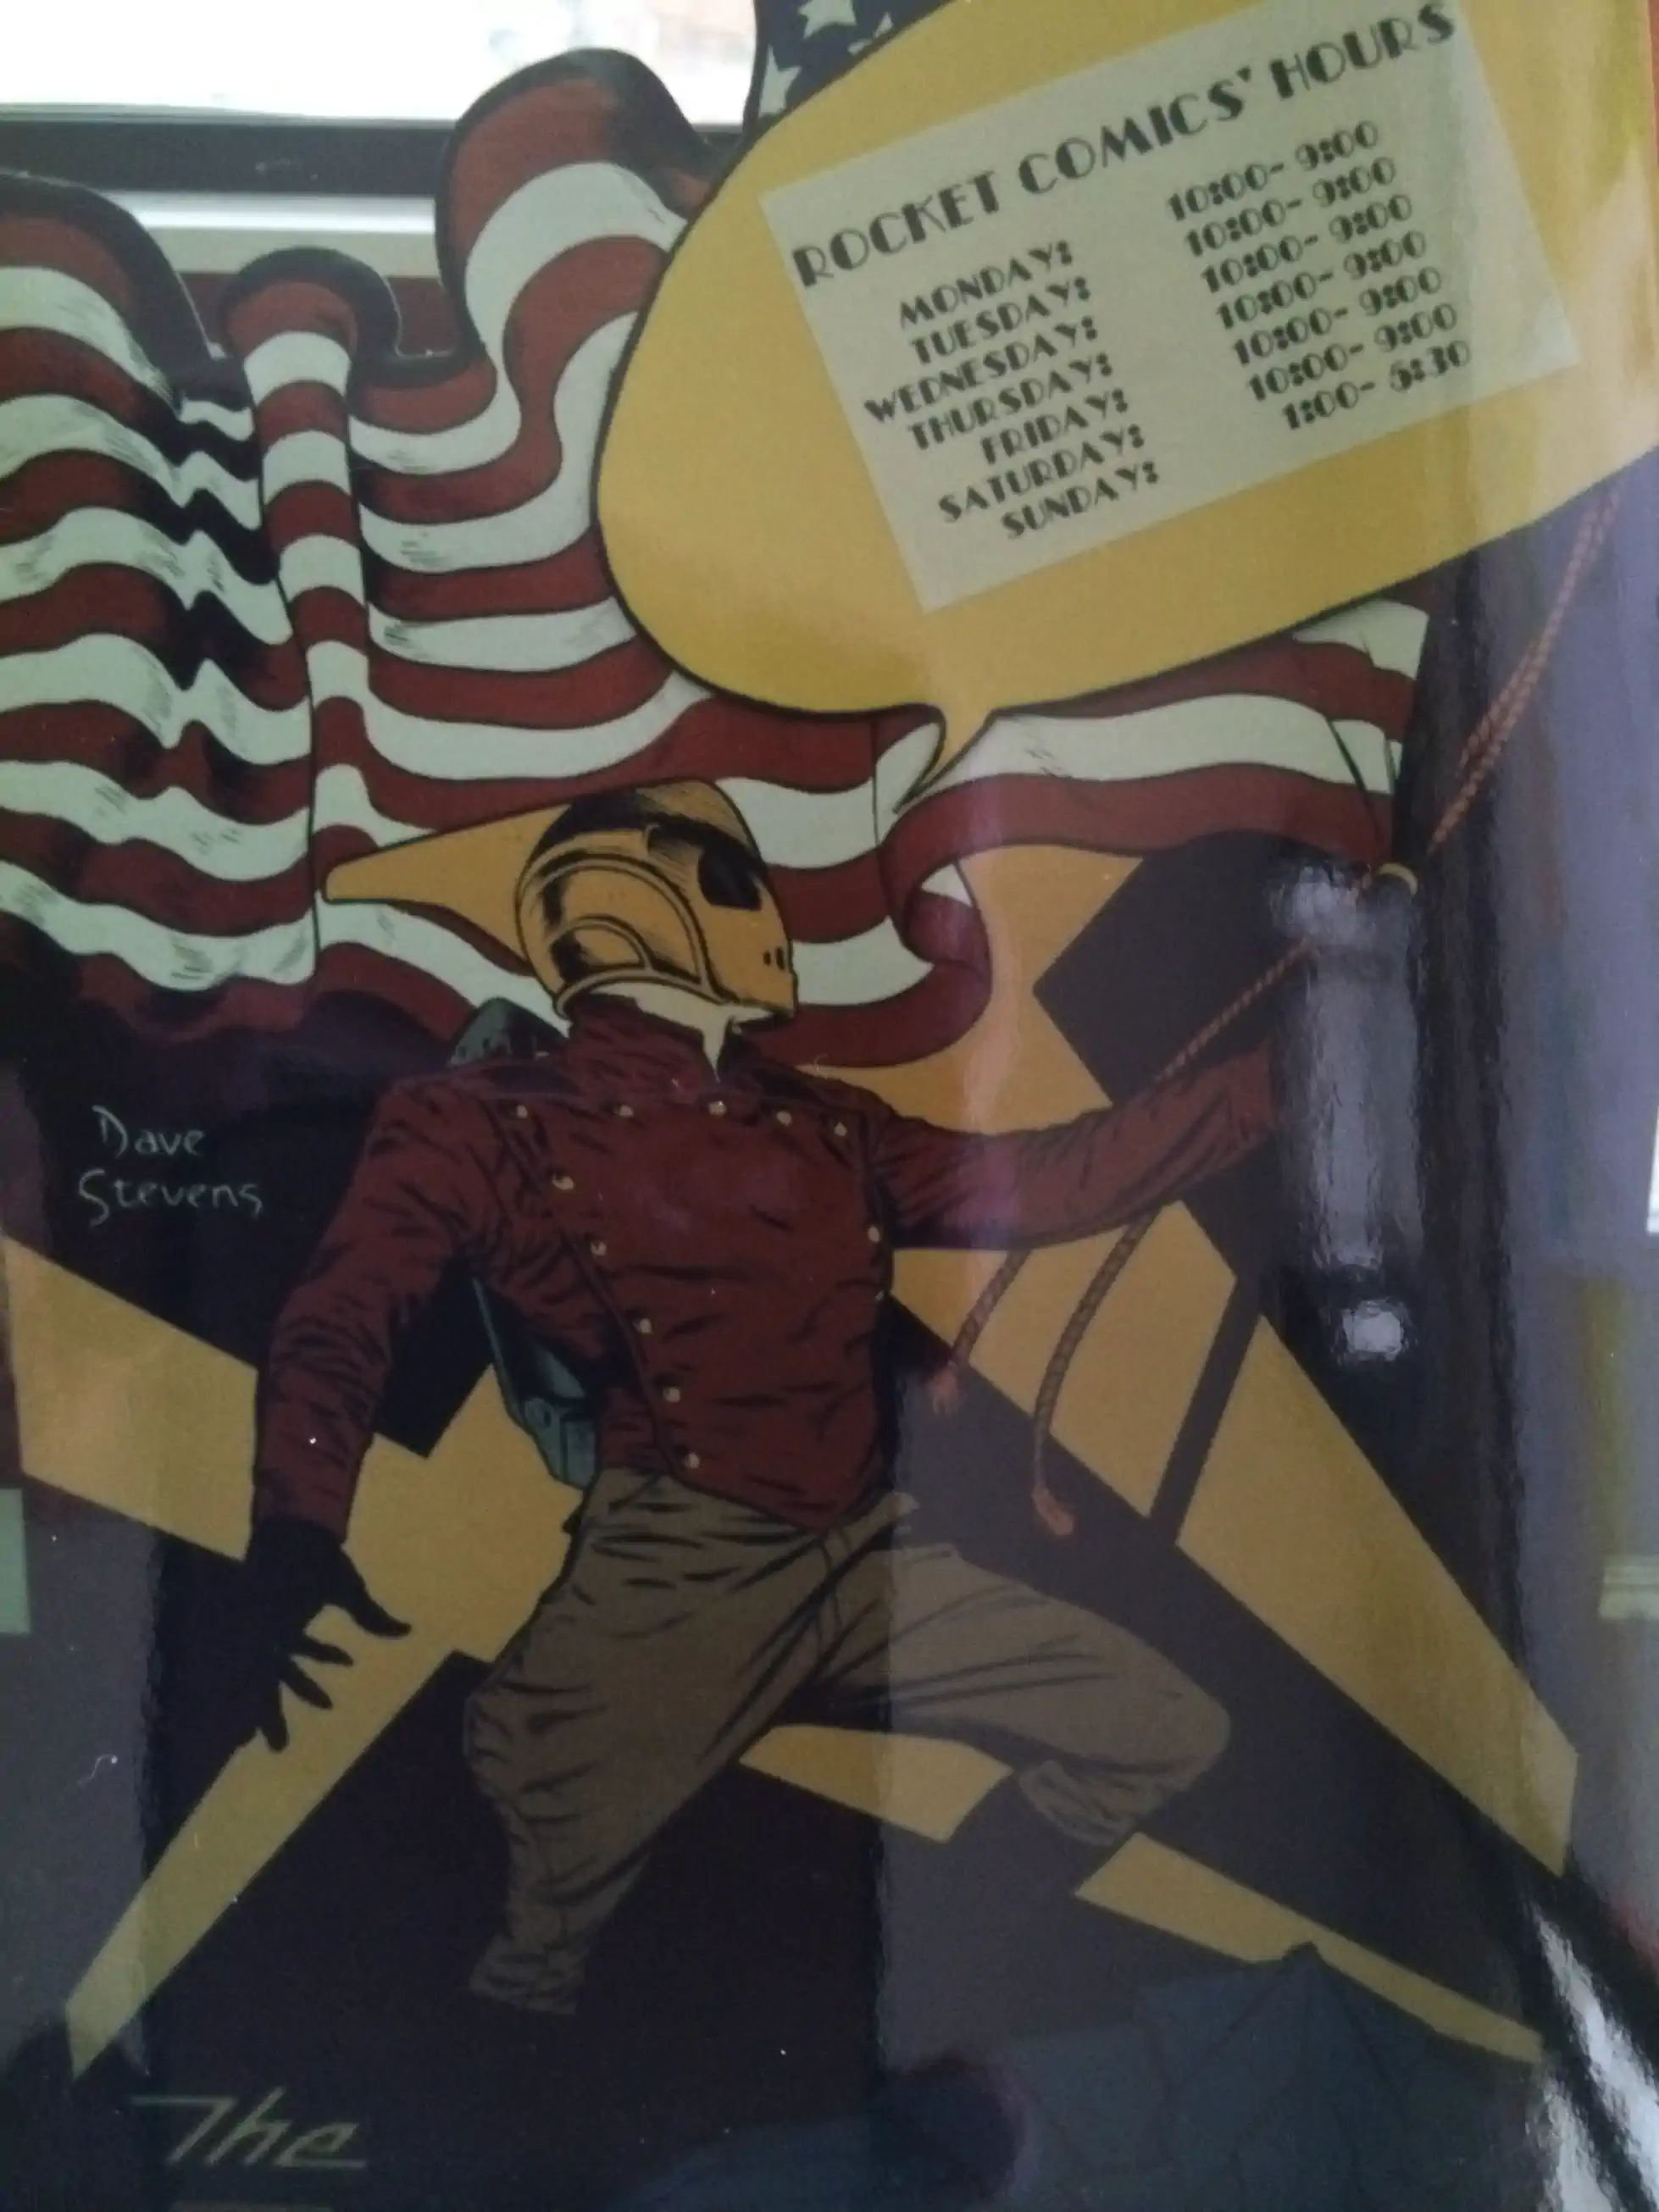 ROCKET COMICS' HOURS
MONDAY: 10:00- 9:00
TUESDAY: 10:00- 9:00
WEDNESDAY: 10:00- 9:00
THURSDAY: 10:00- 9:00
FRIDAY: 10:00- 9:00
SATURDAY: 10:00- 9:00
SUNDAY: 1:00- 5:30
Dave
Stevens
The